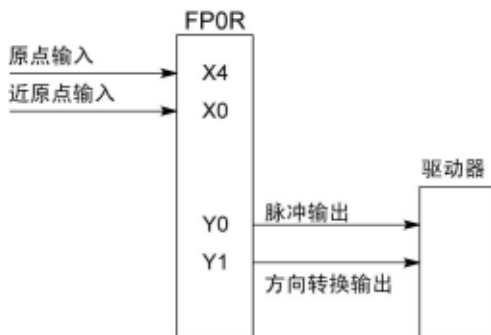 FP0R
原点输入
X4
近原点输入
X0
驱动器
Y0
脉冲输出
Y1
方向转换输出